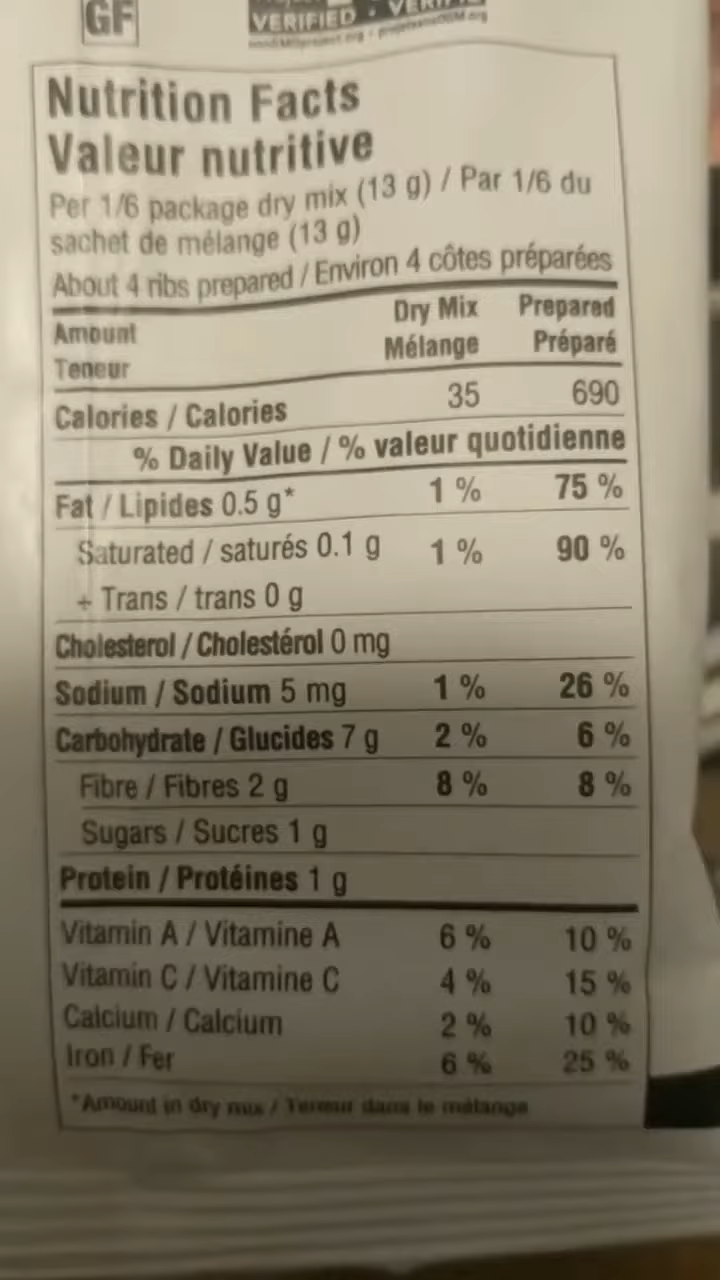 GF
VERIFIED
Nutrition Facts
Valeur nutritive
Per 1/6 package dry mix (13 g) / Par 1/6 du
sachet de mélange (13 g)
About 4 ribs prepared / Environ 4 côtes préparées
Amount Dry Mix Prepared
Teneur Mélange Préparé
Calories / Calories 35 690
% Daily Value / % valeur quotidienne
Fat / Lipides 0.5 g* 1 % 75 %
Saturated / saturés 0.1 g 1 % 90 %
+ Trans / trans 0 g
Cholesterol / Cholestérol 0 mg
Sodium / Sodium 5 mg 1 % 26 %
Carbohydrate / Glucides 7 g 2 % 6 %
Fibre / Fibres 2 g 8 % 8 %
Sugars / Sucres 1 g
Protein / Protéines 1 g
Vitamin A / Vitamine A 6 % 10 %
Vitamin C / Vitamine C 4 % 15 %
Calcium / Calcium 2 % 10 %
Iron / Fer 6 % 25 %
*Amount in dry mix / Teneur dans le mélange